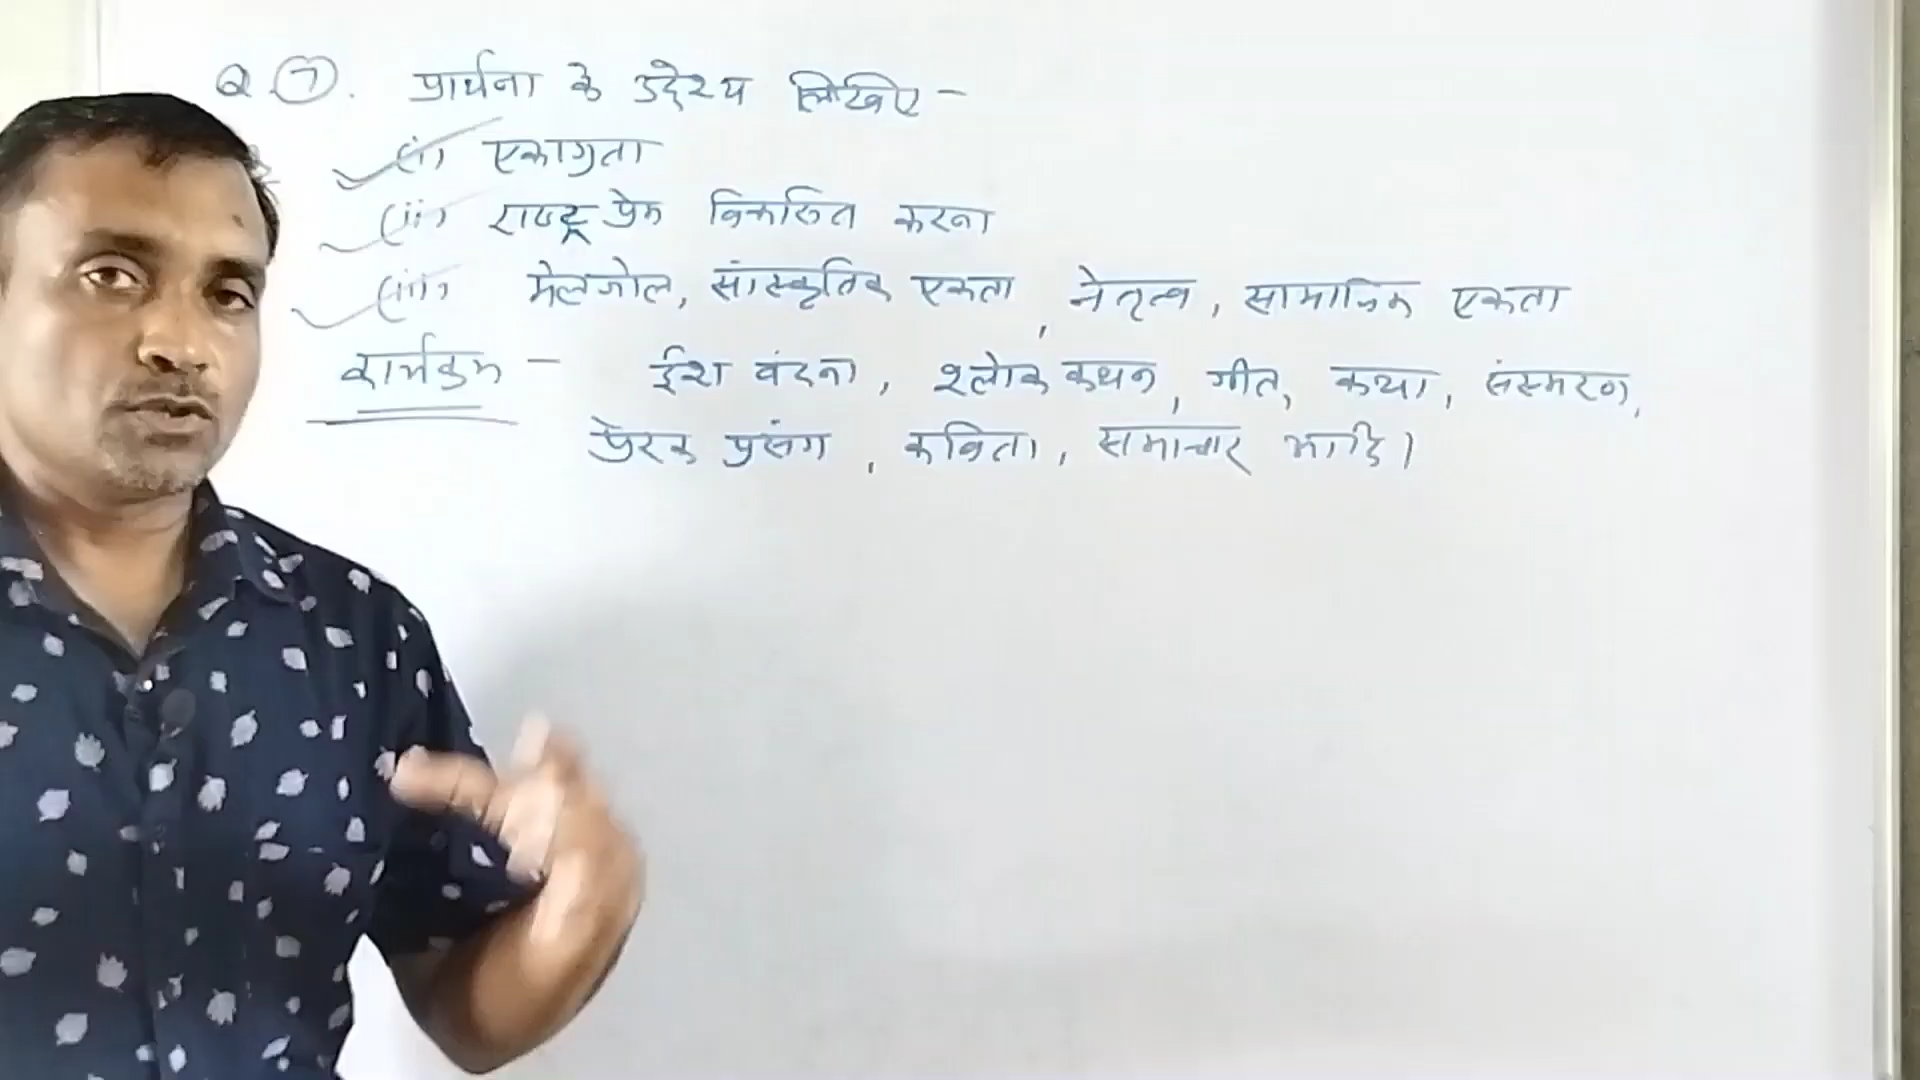 Q ⑦. प्रार्थना के उद्देश्य लिखिए -
(i) एकाग्रता
(ii) राष्ट्र प्रेम विकसित करना
(iii) मेलजोल, सांस्कृतिक एकता, नेतृत्व, सामाजिक एकता
कार्यक्रम - ईश वंदना, श्लोक कथन, गीत, कथा, संस्मरण,
प्रेरक प्रसंग, कविता, समाचार आदि।